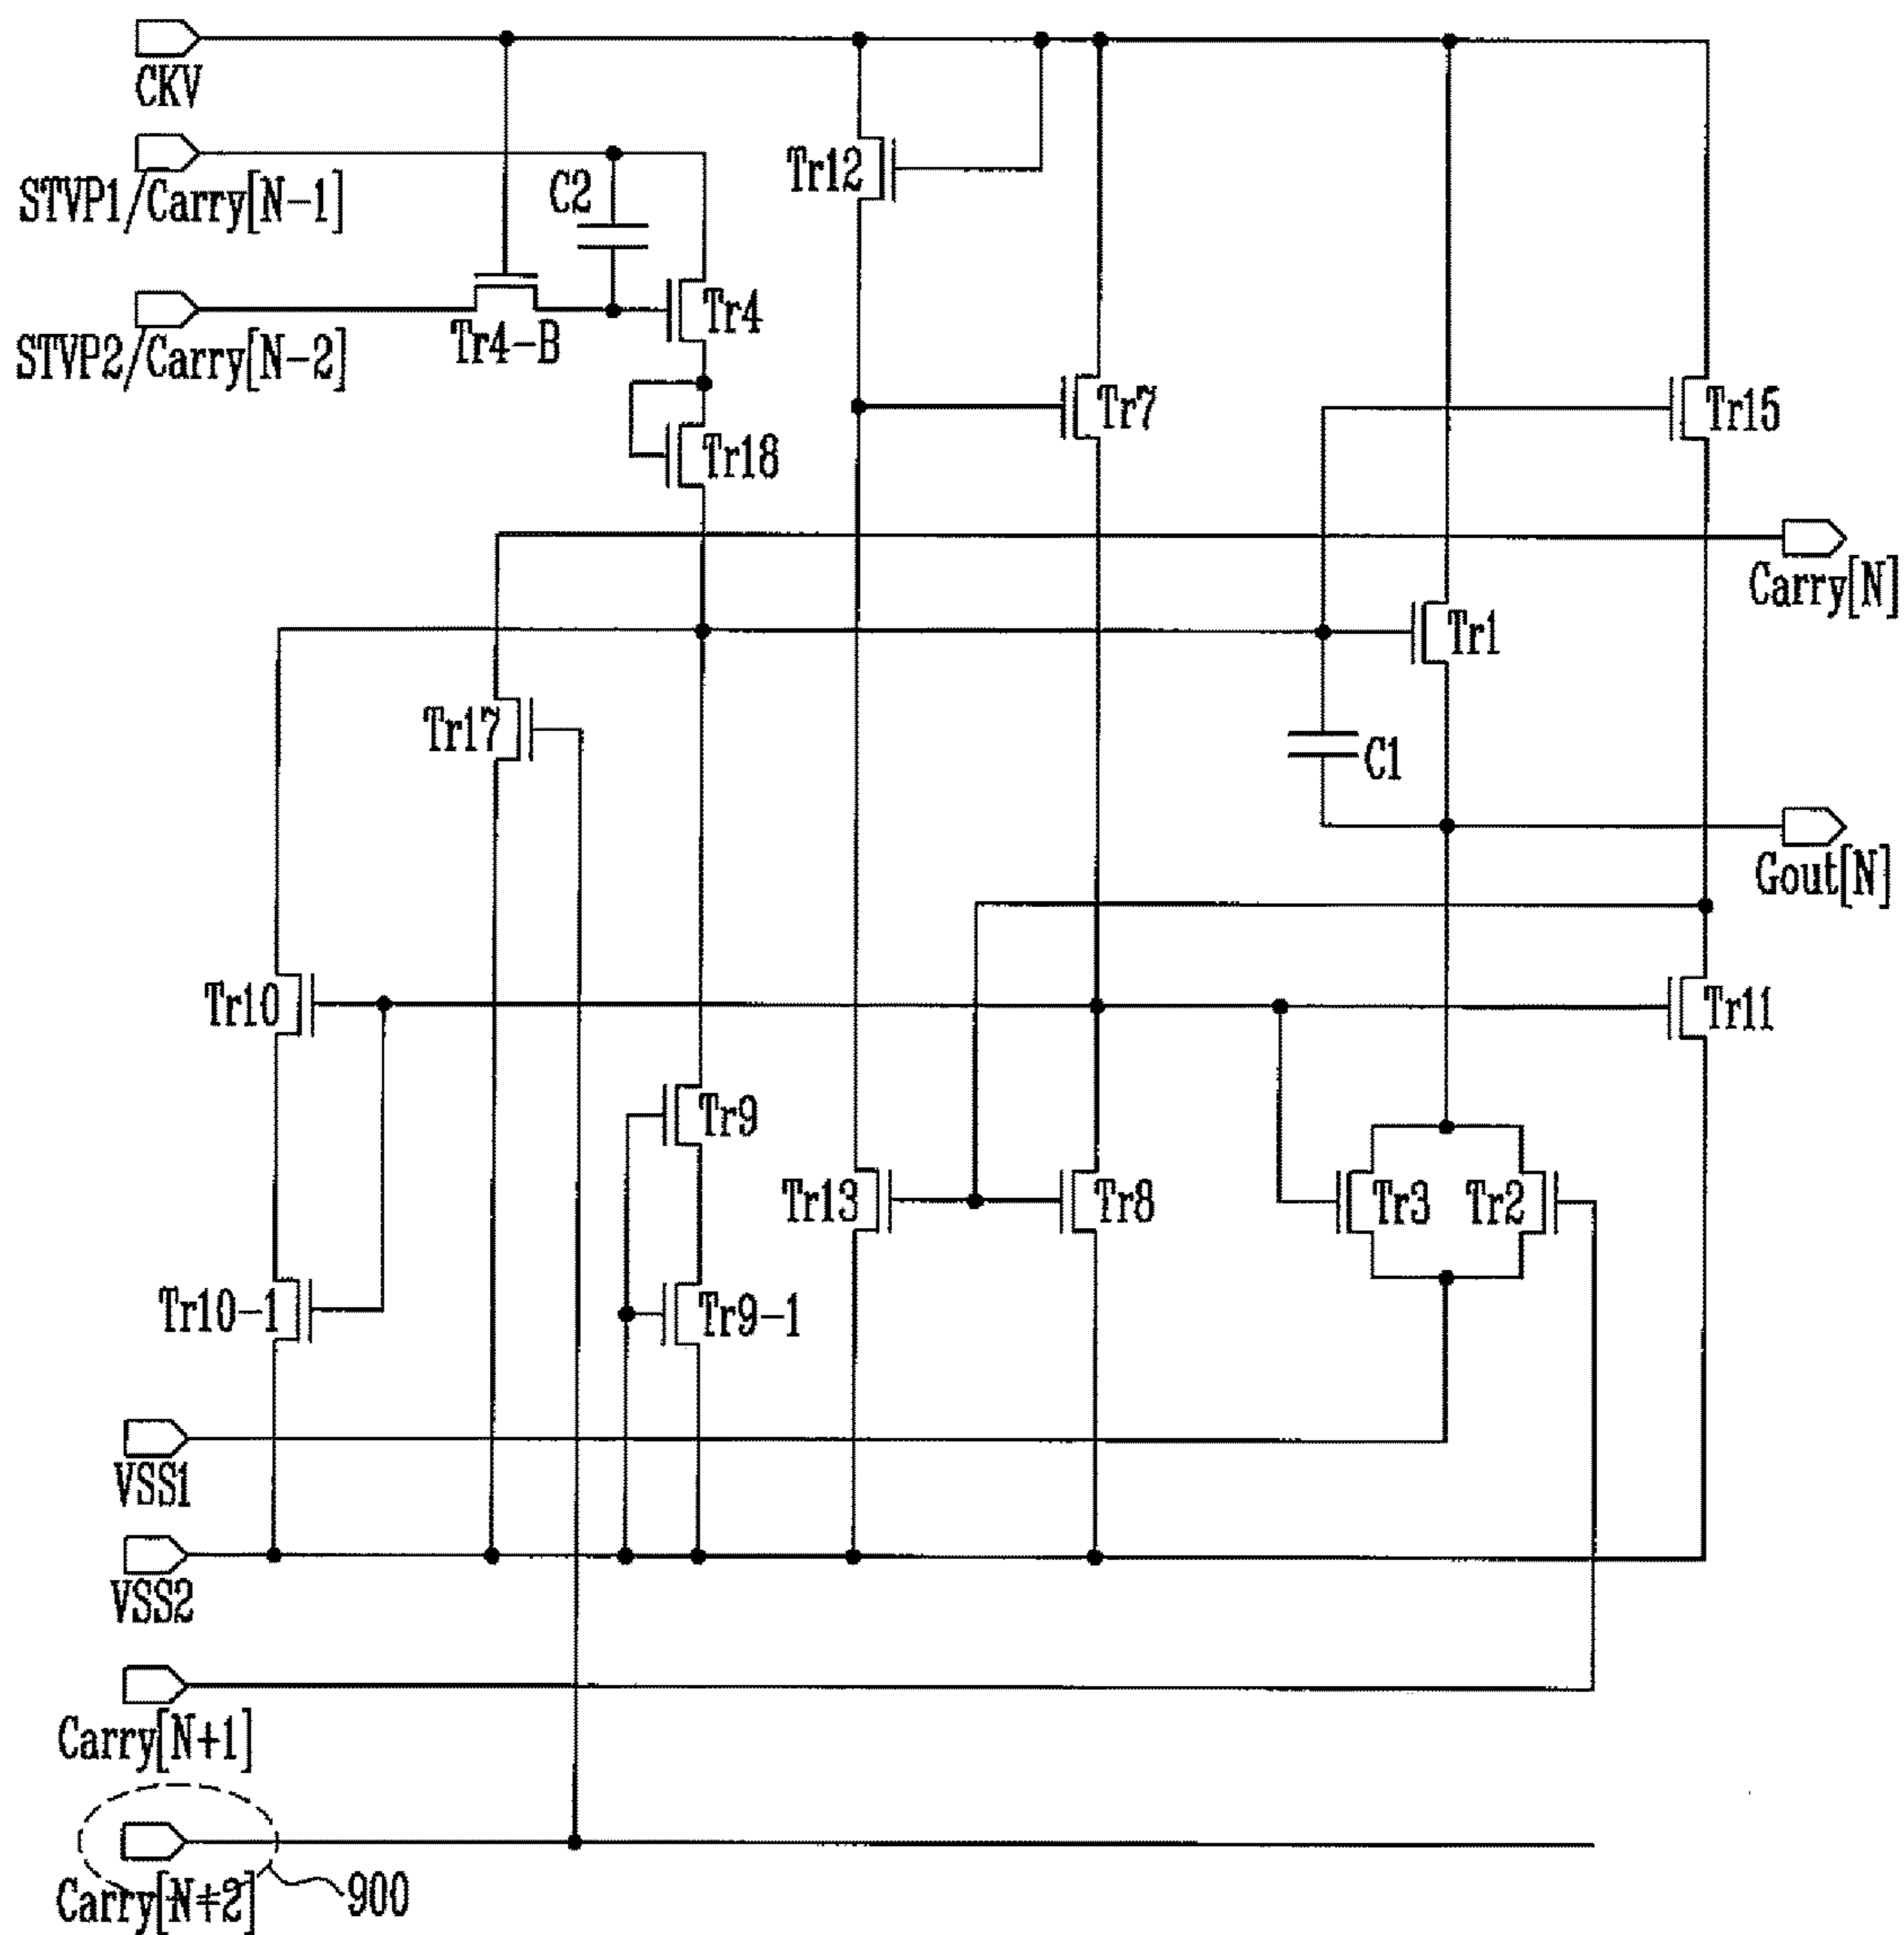 CKV
STVP1/Carry[N-1]
C2
Tr12
STVP2/Carry[N-2]
Tr4-B
Tr4
Tr7
Tr15
Tr18
Carry[N]
Tr1
Tr17
C1
Gout[N]
Tr10
Tr11
Tr9
Tr13
Tr8
Tr3
Tr2
Tr10-1
Tr9-1
VSS1
VSS2
Carry[N+1]
Carry[N+2]
900